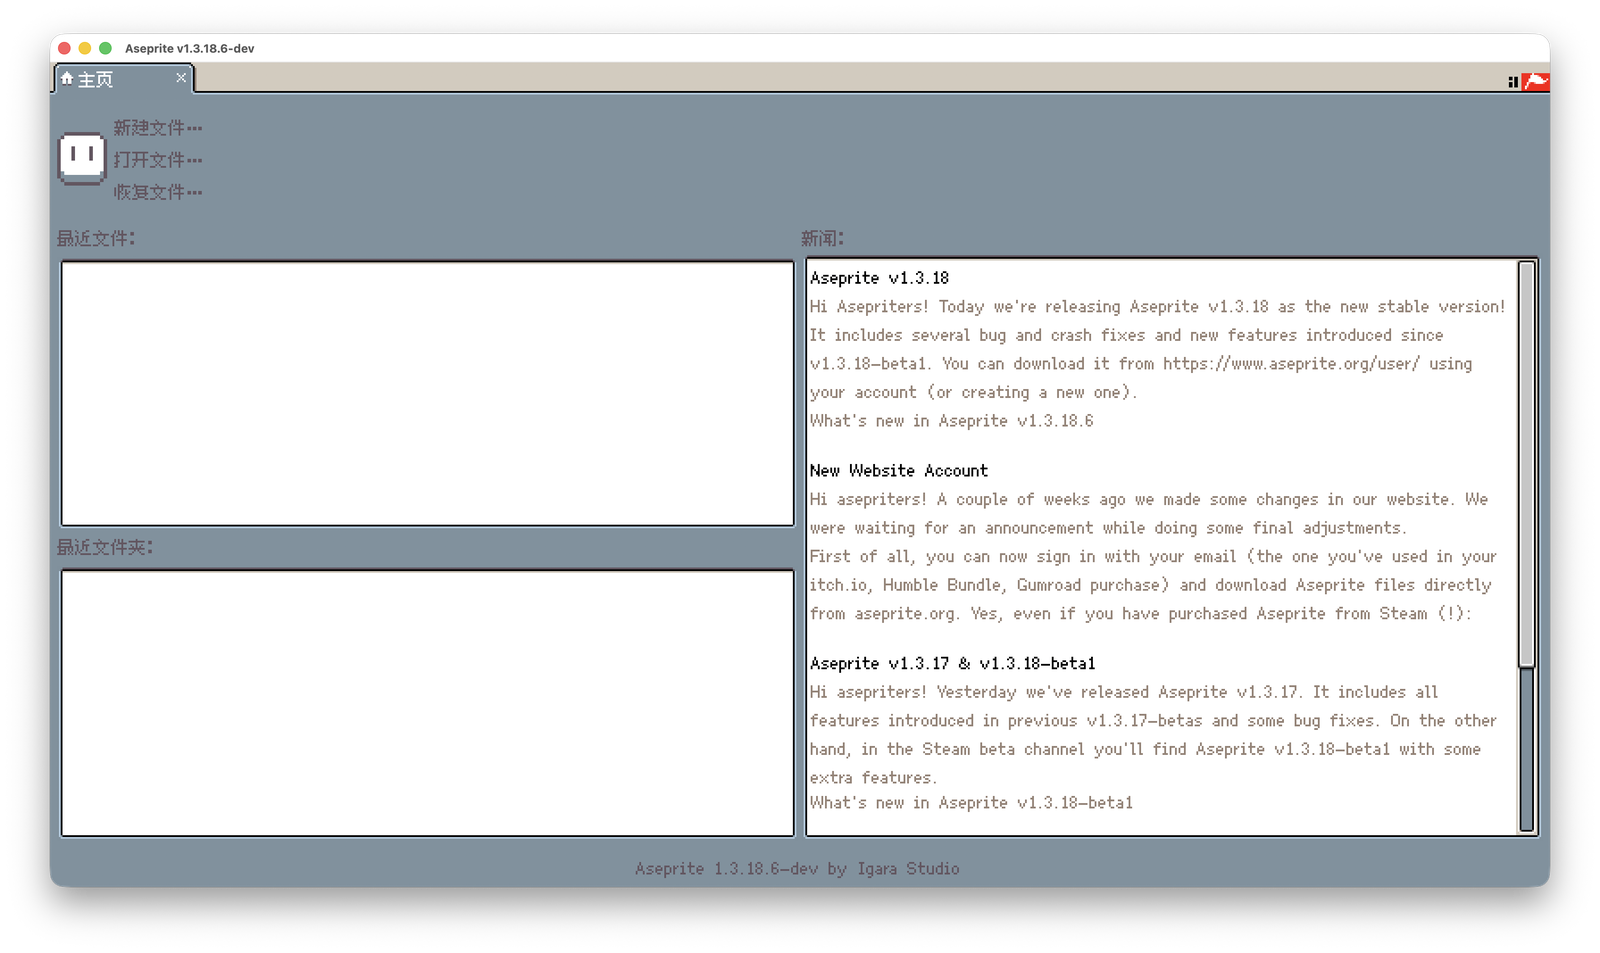 Aseprite v1.3.18.6-dev
主页
新建文件…
打开文件…
恢复文件…
最近文件:
最近文件夹:
新闻:
Aseprite v1.3.18
Hi Asepriters! Today we're releasing Aseprite v1.3.18 as the new stable version!
It includes several bug and crash fixes and new features introduced since
v1.3.18-beta1. You can download it from https://www.aseprite.org/user/ using
your account (or creating a new one).
What's new in Aseprite v1.3.18.6
New Website Account
Hi asepriters! A couple of weeks ago we made some changes in our website. We
were waiting for an announcement while doing some final adjustments.
First of all, you can now sign in with your email (the one you've used in your
itch.io, Humble Bundle, Gumroad purchase) and download Aseprite files directly
from aseprite.org. Yes, even if you have purchased Aseprite from Steam (!):
Aseprite v1.3.17 & v1.3.18-beta1
Hi asepriters! Yesterday we've released Aseprite v1.3.17. It includes all
features introduced in previous v1.3.17-betas and some bug fixes. On the other
hand, in the Steam beta channel you'll find Aseprite v1.3.18-beta1 with some
extra features.
What's new in Aseprite v1.3.18-beta1
Aseprite 1.3.18.6-dev by Igara Studio